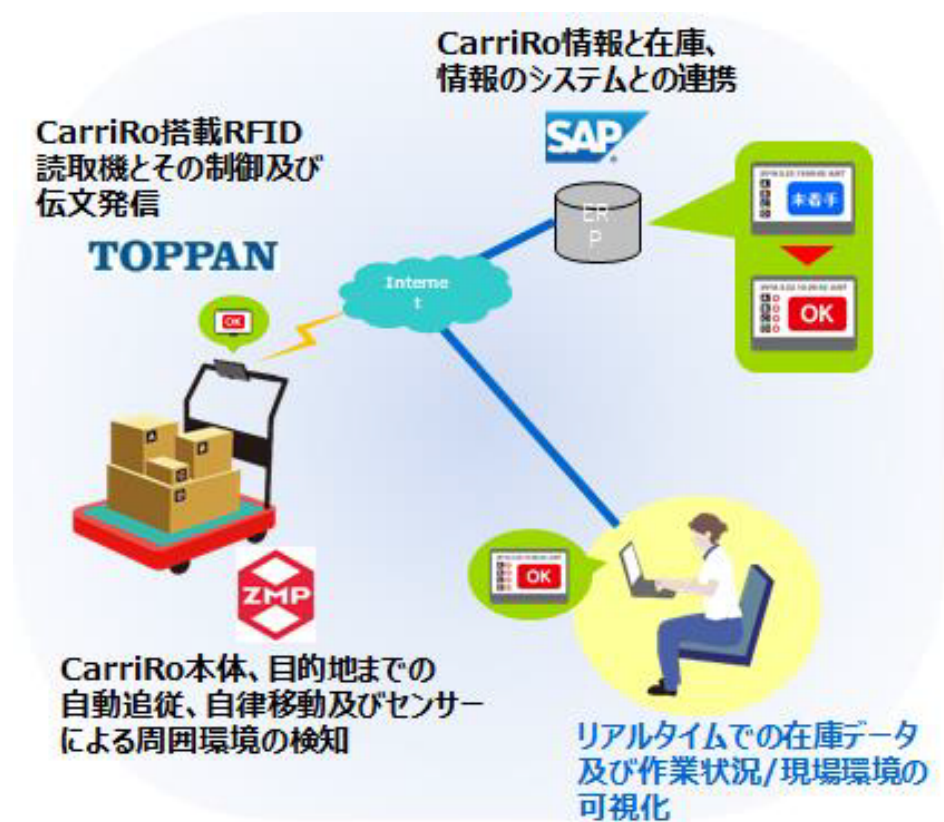 CarriRo情報と在庫、
情報のシステムとの連携
SAP
CarriRo搭載RFID
読取機とその制御及び
伝文発信
TOPPAN
ER
P
未着手
OK
Interne
t
OK
ZMP
CarriRo本体、目的地までの
自動追従、自律移動及びセンサー
による周囲環境の検知
OK
リアルタイムでの在庫データ
及び作業状況/現場環境の
可視化